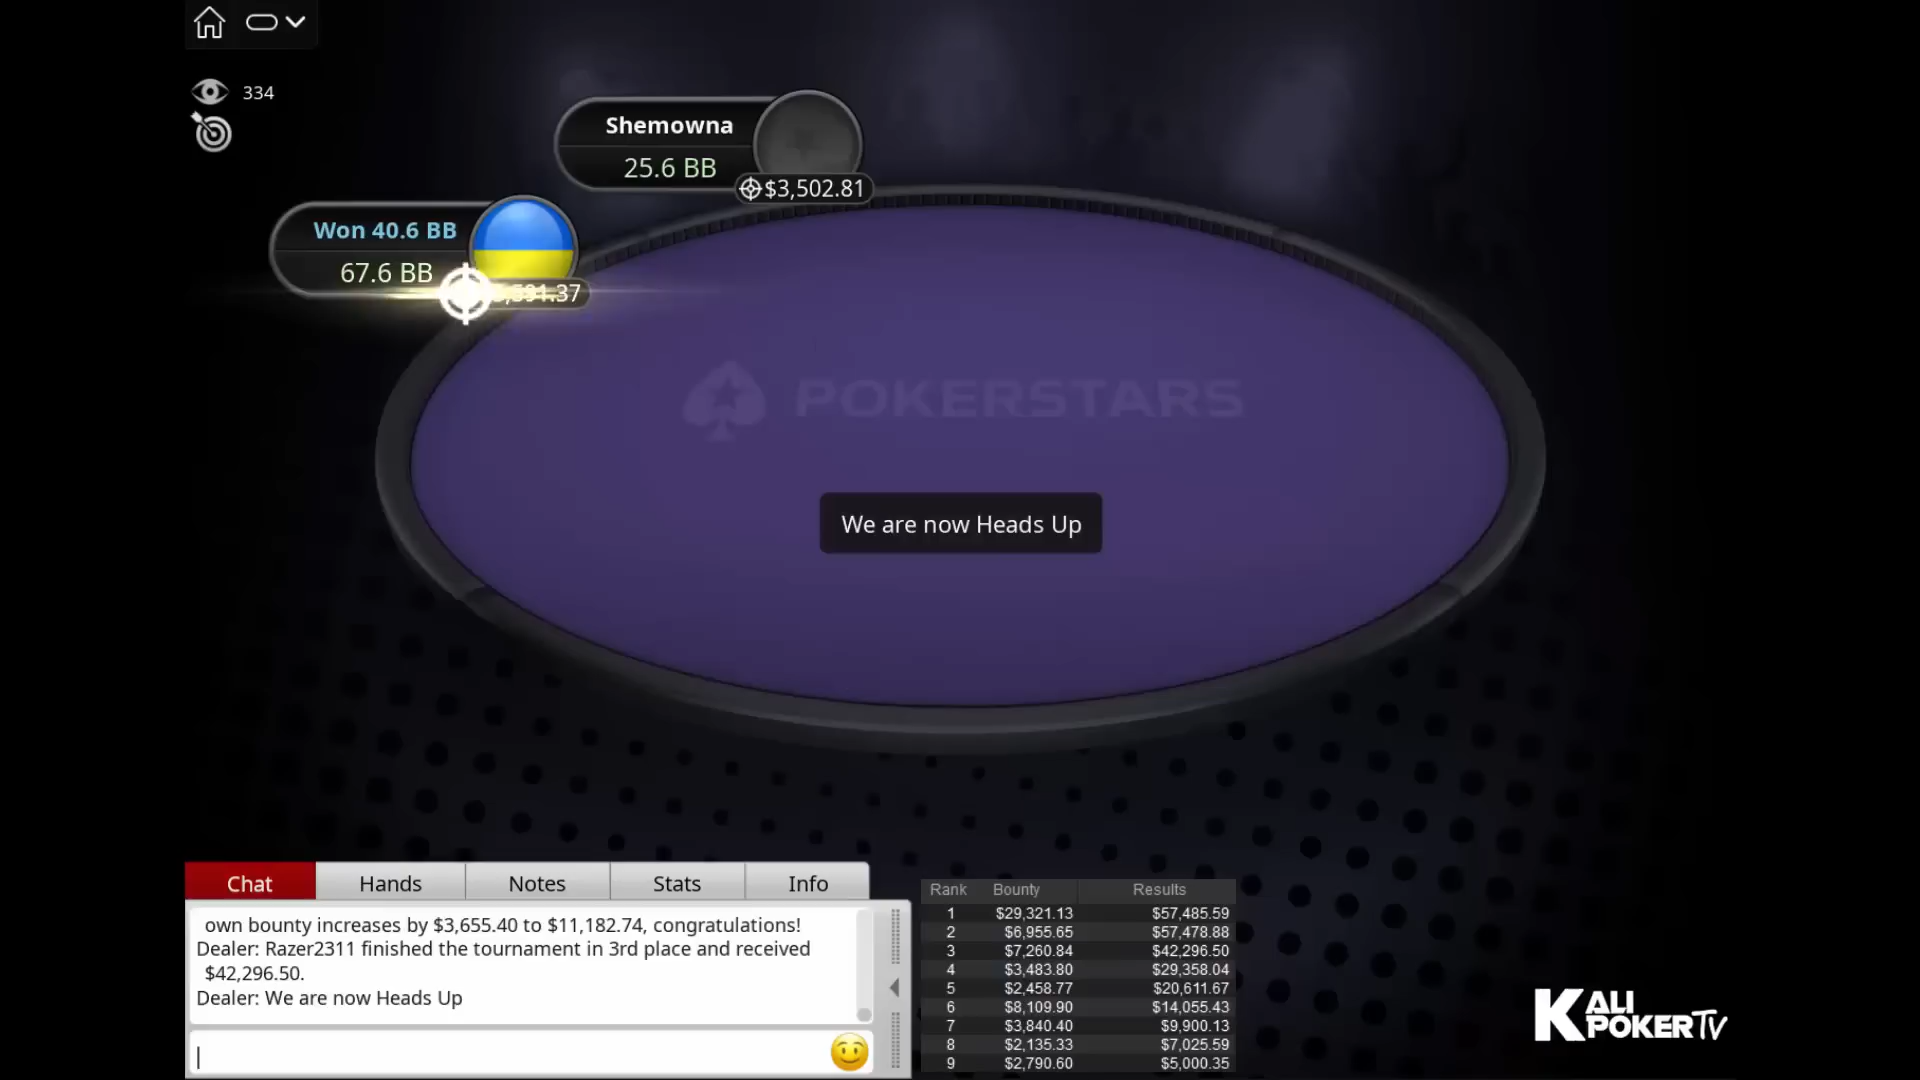 334
Shemowna
25.6 BB
$3,502.81
Won 40.6 BB
67.6 BB
POKERSTARS
We are now Heads Up
Chat Hands Notes Stats Info
own bounty increases by $3,655.40 to $11,182.74, congratulations!
Dealer: Razer2311 finished the tournament in 3rd place and received
$42,296.50.
Dealer: We are now Heads Up
Rank Bounty Results
1 $29,321.13 $57,485.59
2 $6,955.65 $57,478.88
3 $7,260.84 $42,296.50
4 $3,483.80 $29,358.04
5 $2,458.77 $20,611.67
6 $8,109.90 $14,055.43
7 $3,840.40 $9,900.13
8 $2,135.33 $7,025.59
9 $2,790.60 $5,000.35
KALI
POKER TV